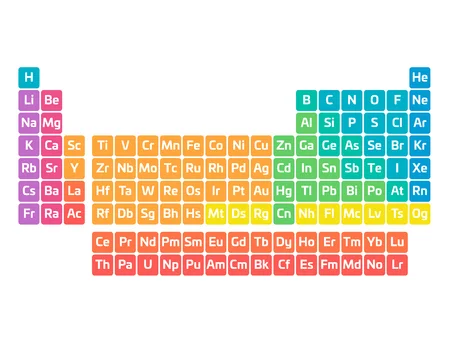 H He
Li Be B C N O F Ne
Na Mg Al Si P S Cl Ar
K Ca Sc Ti V Cr Mn Fe Co Ni Cu Zn Ga Ge As Se Br Kr
Rb Sr Y Zr Nb Mo Tc Ru Rh Pd Ag Cd In Sn Sb Te I Xe
Cs Ba La Hf Ta W Re Os Ir Pt Au Hg Tl Pb Bi Po At Rn
Fr Ra Ac Rf Db Sg Bh Hs Mt Ds Rg Cn Nh Fl Mc Lv Ts Og
Ce Pr Nd Pm Sm Eu Gd Tb Dy Ho Er Tm Yb Lu
Th Pa U Np Pu Am Cm Bk Cf Es Fm Md No Lr